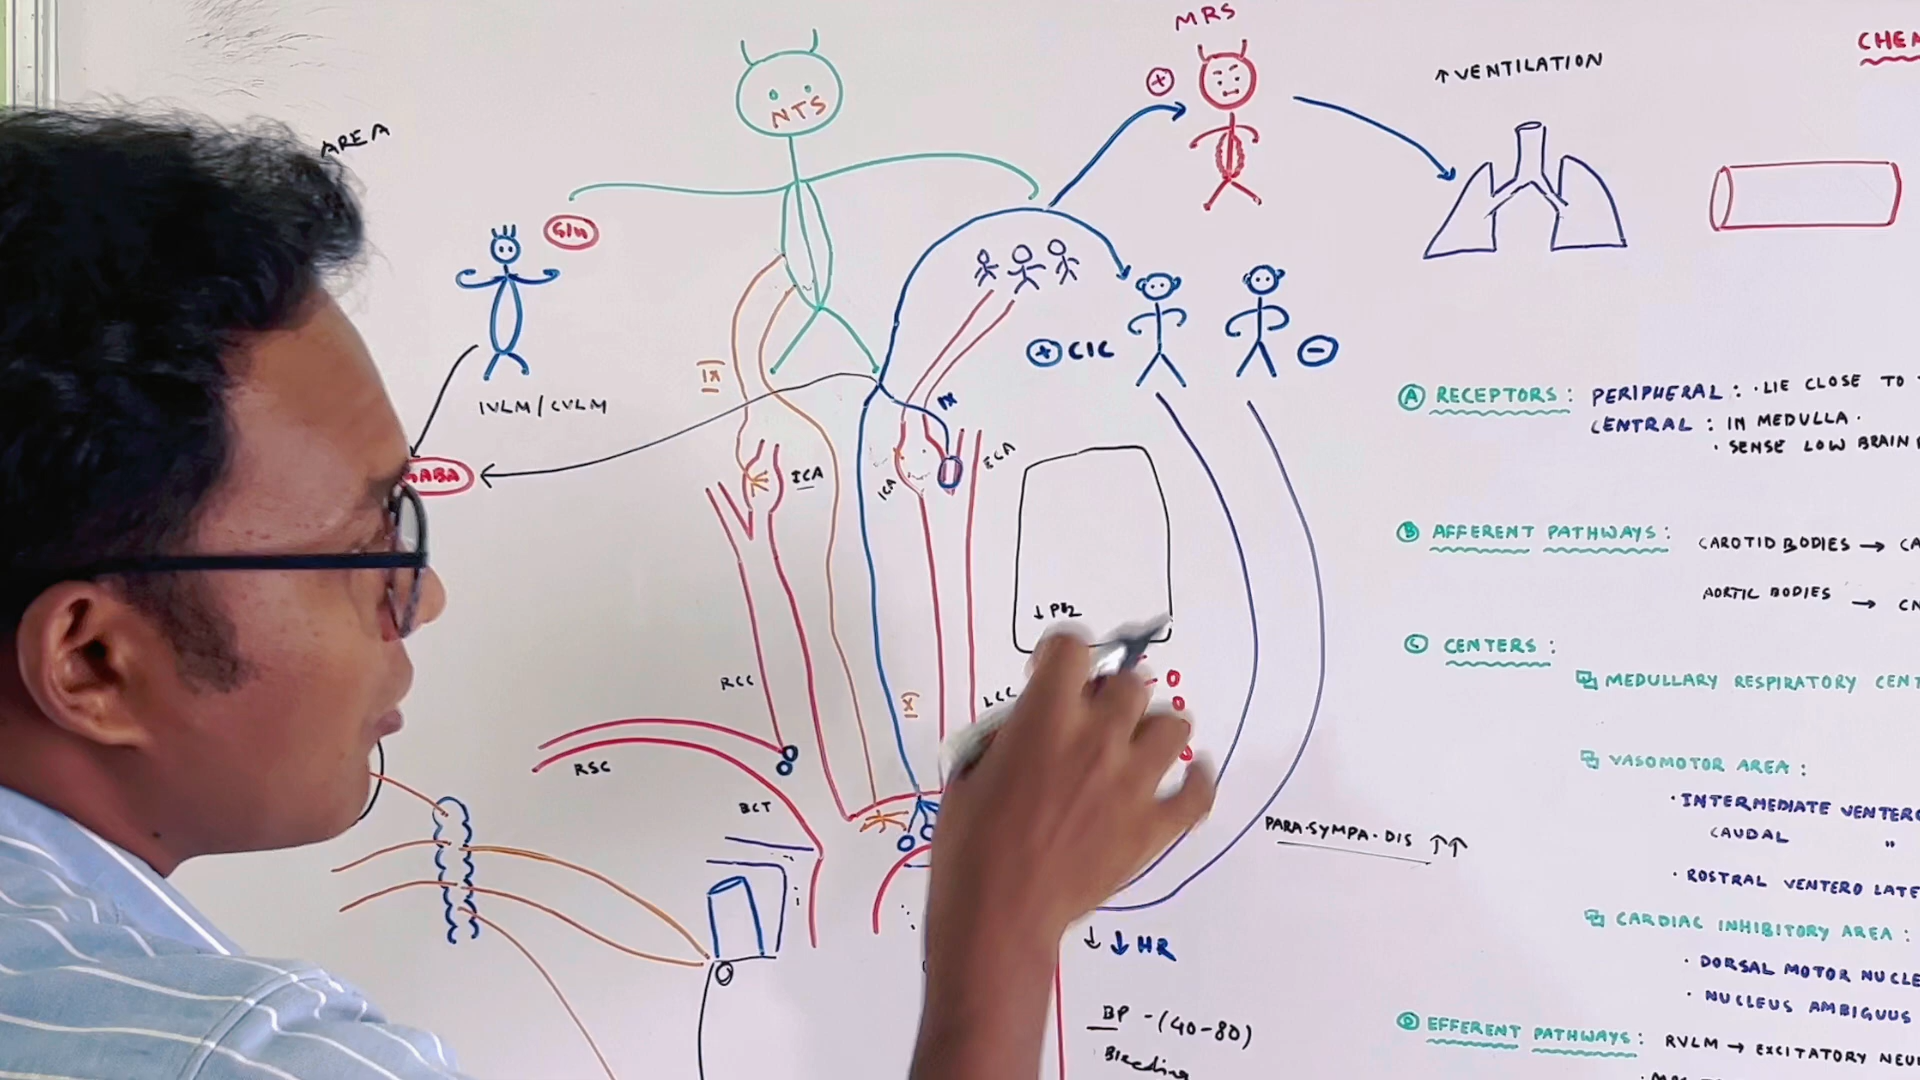 MRS
CHE
↑ VENTILATION
AREA
NTS
Glu
+
IVLM / CVLM
IX
IX
+ CIC
-
GABA
ICA
ICA
ECA
↓ PO2
RCC
LCC
X
RSC
BCT
PARA·SYMPA·DIS ↑↑
↓ ↓ HR
BP - (40-80)
Bleeding
A RECEPTORS : PERIPHERAL : · LIE CLOSE TO
CENTRAL : IN MEDULLA ·
· SENSE LOW BRAIN
B AFFERENT PATHWAYS : CAROTID BODIES → CA
AORTIC BODIES → CN
C CENTERS :
MEDULLARY RESPIRATORY CENT
VASOMOTOR AREA :
· INTERMEDIATE VENTERO
CAUDAL "
· ROSTRAL VENTERO LATE
CARDIAC INHIBITORY AREA :
· DORSAL MOTOR NUCLE
· NUCLEUS AMBIGUUS
D EFFERENT PATHWAYS : RVLM → EXCITATORY NEU